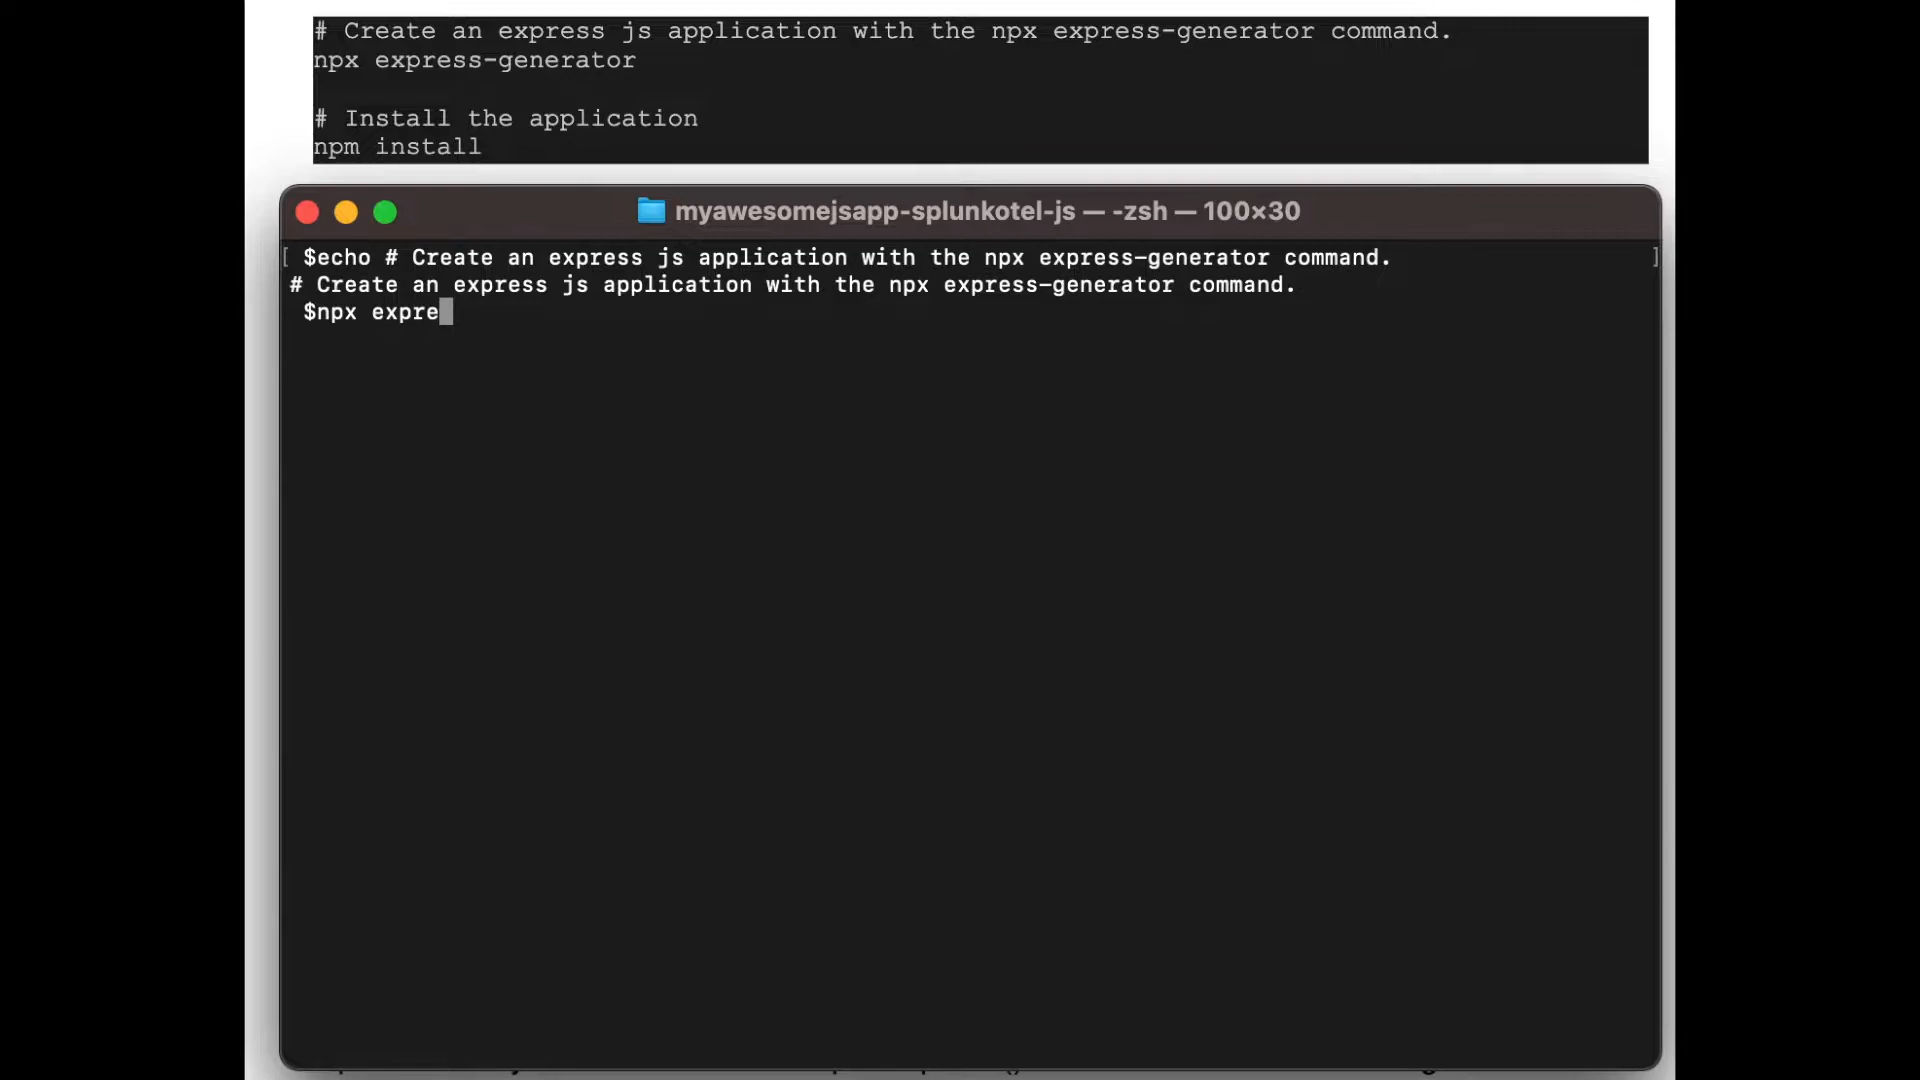 # Create an express js application with the npx express-generator command.
npx express-generator
# Install the application
npm install
myawesomejsapp-splunkotel-js — -zsh — 100×30
[ $echo # Create an express js application with the npx express-generator command. ]
# Create an express js application with the npx express-generator command.
$npx expre